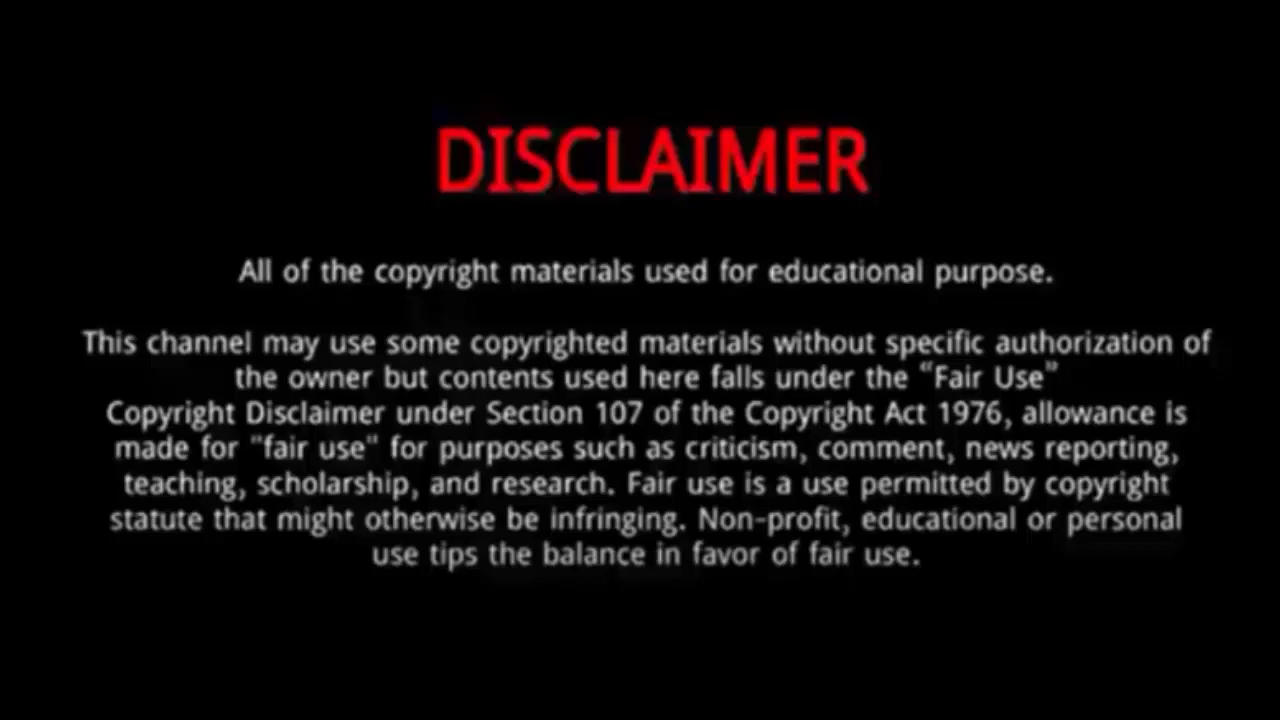 DISCLAIMER
All of the copyright materials used for educational purpose.
This channel may use some copyrighted materials without specific authorization of
the owner but contents used here falls under the “Fair Use”
Copyright Disclaimer under Section 107 of the Copyright Act 1976, allowance is
made for "fair use" for purposes such as criticism, comment, news reporting,
teaching, scholarship, and research. Fair use is a use permitted by copyright
statute that might otherwise be infringing. Non-profit, educational or personal
use tips the balance in favor of fair use.